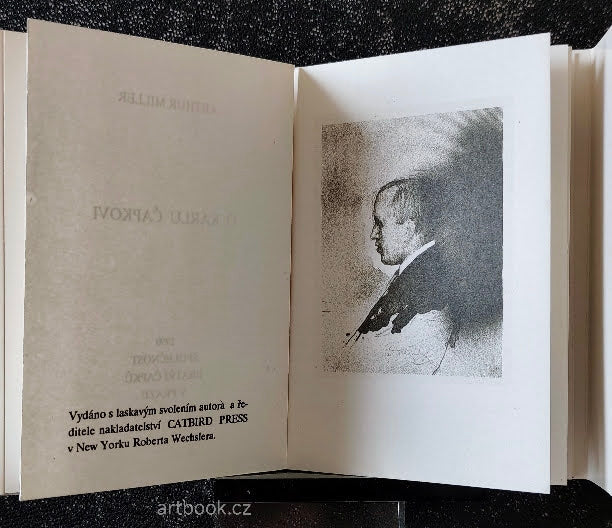 ARTHUR MILLER
O KARLU ČAPKOVI
1990
SPOLEČNOST
BRATŘÍ ČAPKŮ
V PRAZE
Vydáno s laskavým svolením autora a ře-
ditele nakladatelství CATBIRD PRESS
v New Yorku Roberta Wechslera.
artbook.cz